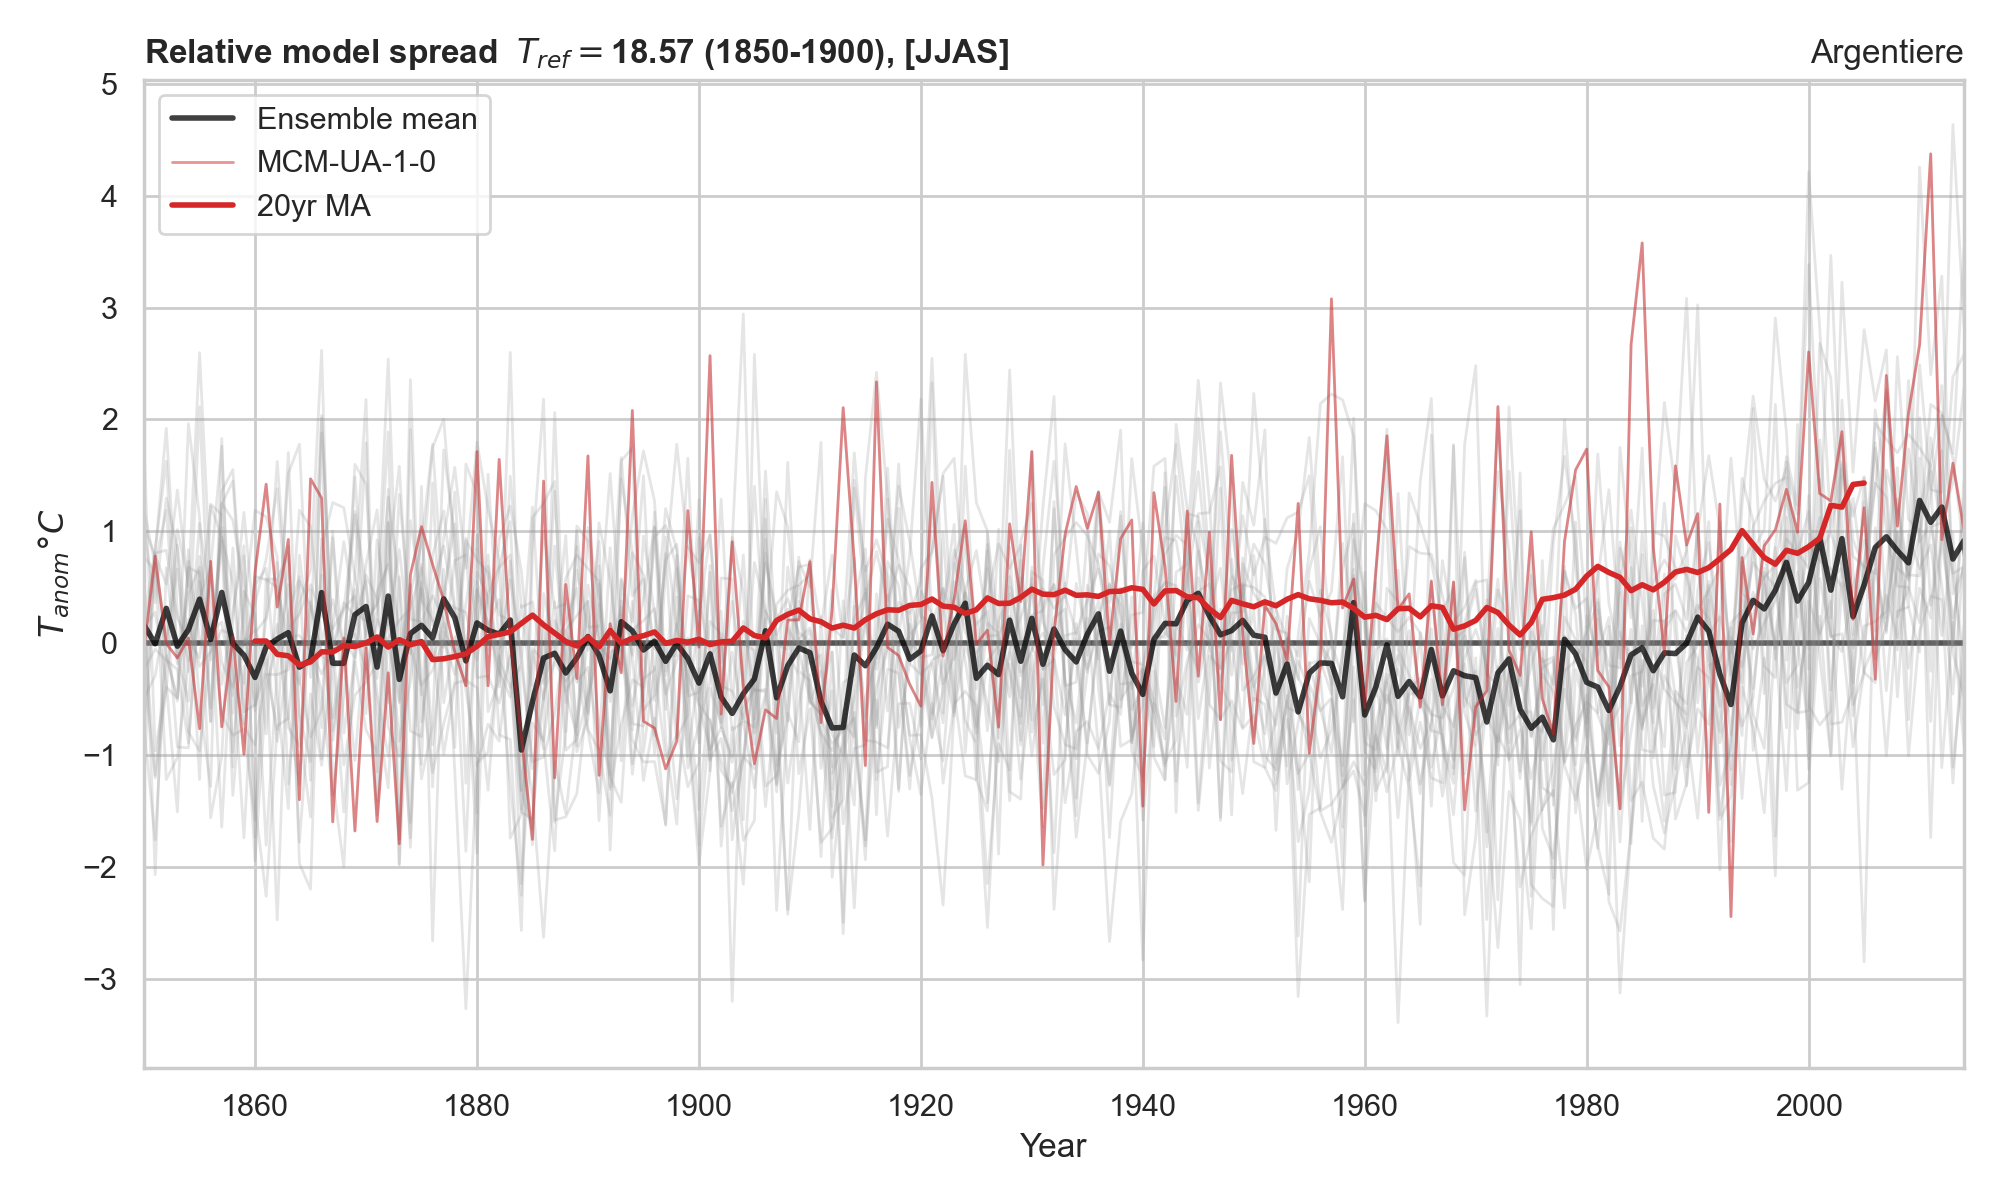 Relative model spread T_ref = 18.57 (1850-1900), [JJAS]
Argentiere
Ensemble mean
MCM-UA-1-0
20yr MA
5
4
3
2
1
0
−1
−2
−3
T_anom °C
1860 1880 1900 1920 1940 1960 1980 2000
Year